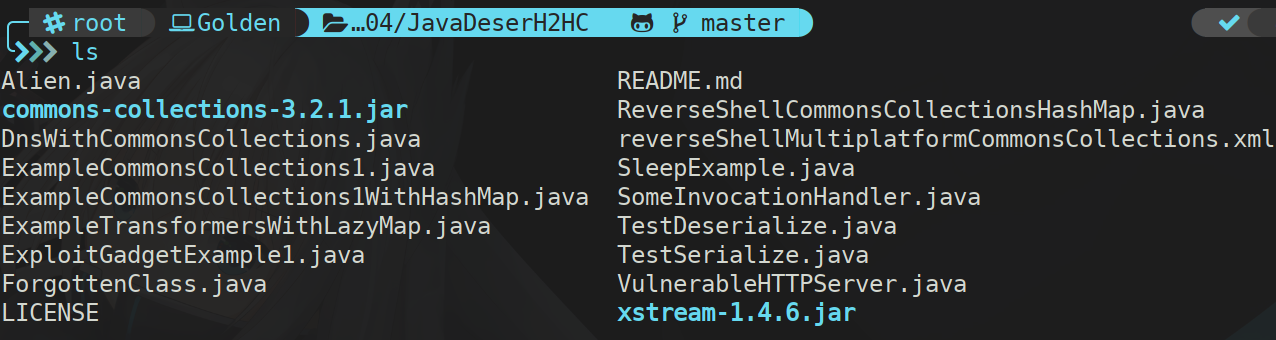 root Golden …04/JavaDeserH2HC master
ls
Alien.java README.md
commons-collections-3.2.1.jar ReverseShellCommonsCollectionsHashMap.java
DnsWithCommonsCollections.java reverseShellMultiplatformCommonsCollections.xml
ExampleCommonsCollections1.java SleepExample.java
ExampleCommonsCollections1WithHashMap.java SomeInvocationHandler.java
ExampleTransformersWithLazyMap.java TestDeserialize.java
ExploitGadgetExample1.java TestSerialize.java
ForgottenClass.java VulnerableHTTPServer.java
LICENSE xstream-1.4.6.jar